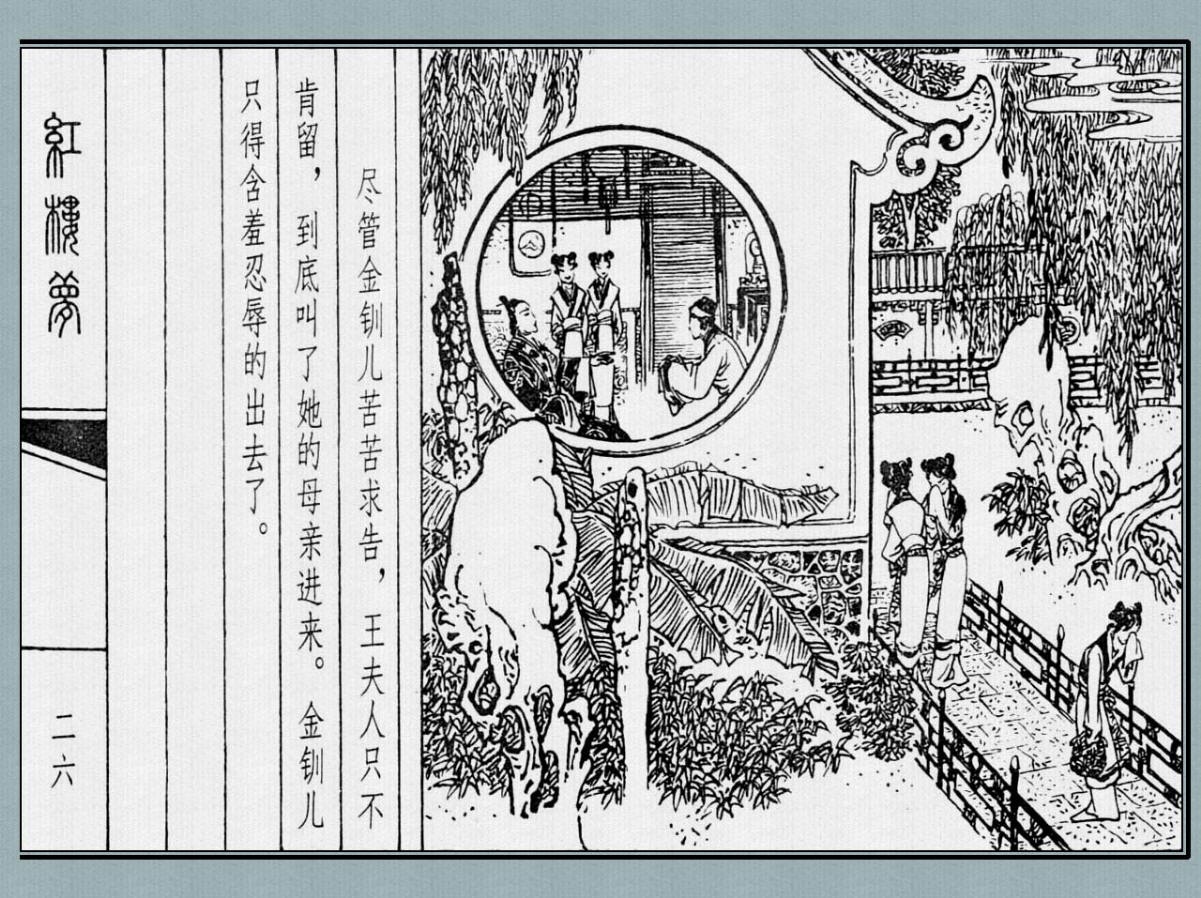 尽管金钏儿苦苦求告，王夫人只不
肯留，到底叫了她的母亲进来。金钏儿
只得含羞忍辱的出去了。
紅樓夢
二六